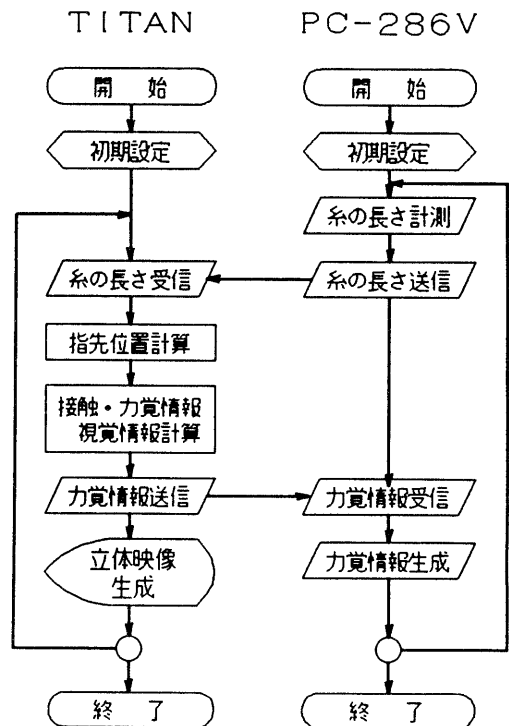 TITAN
開　始
初期設定
糸の長さ受信
指先位置計算
接触・力覚情報
視覚情報計算
力覚情報送信
立体映像
生成
終　了
PC-286V
開　始
初期設定
糸の長さ計測
糸の長さ送信
力覚情報受信
力覚情報生成
終　了